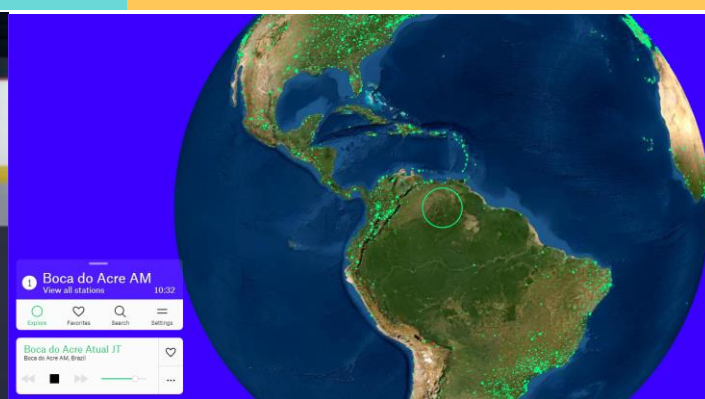 1
Boca do Acre AM
View all stations
10:32
Explore
Favorites
Search
Settings
Boca do Acre Atual JT
Boca do Acre AM, Brazil
...